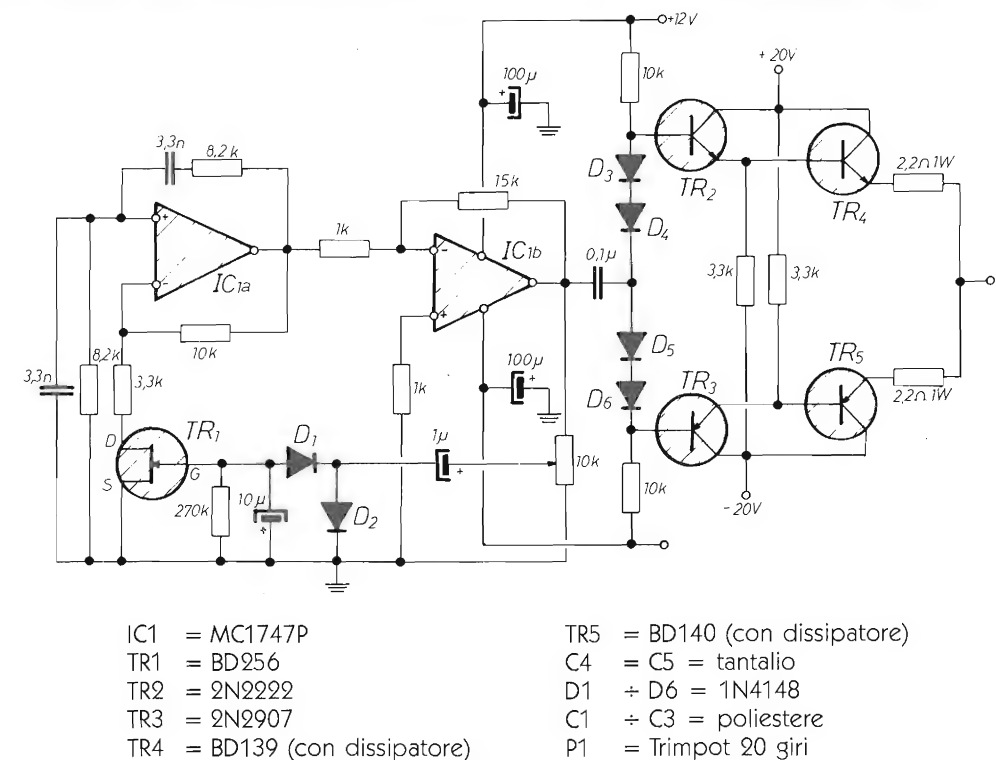 +12V
10k
+20V
100µ
3,3n
8,2k
D3
TR2
2,2Ω 1W
15k
TR4
D4
+
IC1a
1k
-
IC1b
0,1µ
3,3k
3,3k
-
10k
+
D5
TR5
8,2k
3,3n
3,3k
100µ
1k
D6
TR3
2,2Ω 1W
D
TR1
D1
1µ
10k
S
G
10k
270k
10µ
D2
-20V
IC1 = MC1747P
TR1 = BD256
TR2 = 2N2222
TR3 = 2N2907
TR4 = BD139 (con dissipatore)
TR5 = BD140 (con dissipatore)
C4 = C5 = tantalio
D1 ÷ D6 = 1N4148
C1 ÷ C3 = poliestere
P1 = Trimpot 20 giri